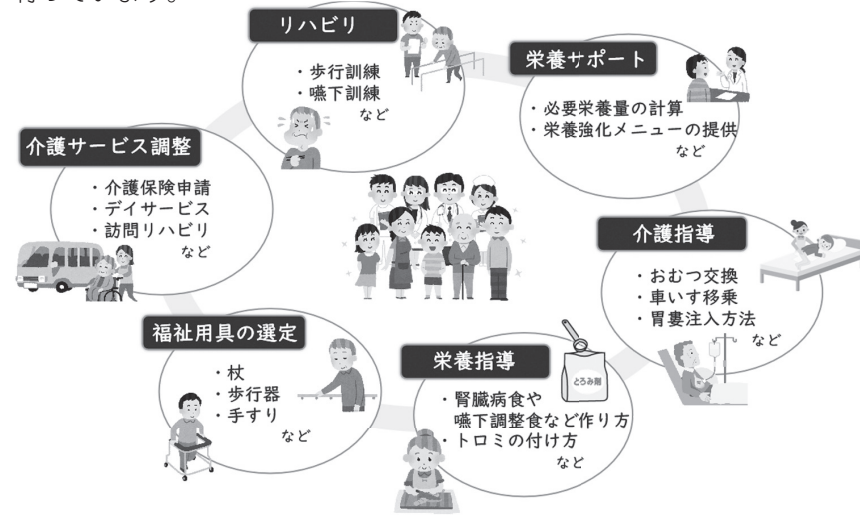 リハビリ
・歩行訓練
・嚥下訓練
など
栄養サポート
・必要栄養量の計算
・栄養強化メニューの提供
など
介護サービス調整
・介護保険申請
・デイサービス
・訪問リハビリ
など
介護指導
・おむつ交換
・車いす移乗
・胃瘻注入方法
など
福祉用具の選定
・杖
・歩行器
・手すり
など
栄養指導
・腎臓病食や
嚥下調整食など作り方
・トロミの付け方
など
とろみ剤